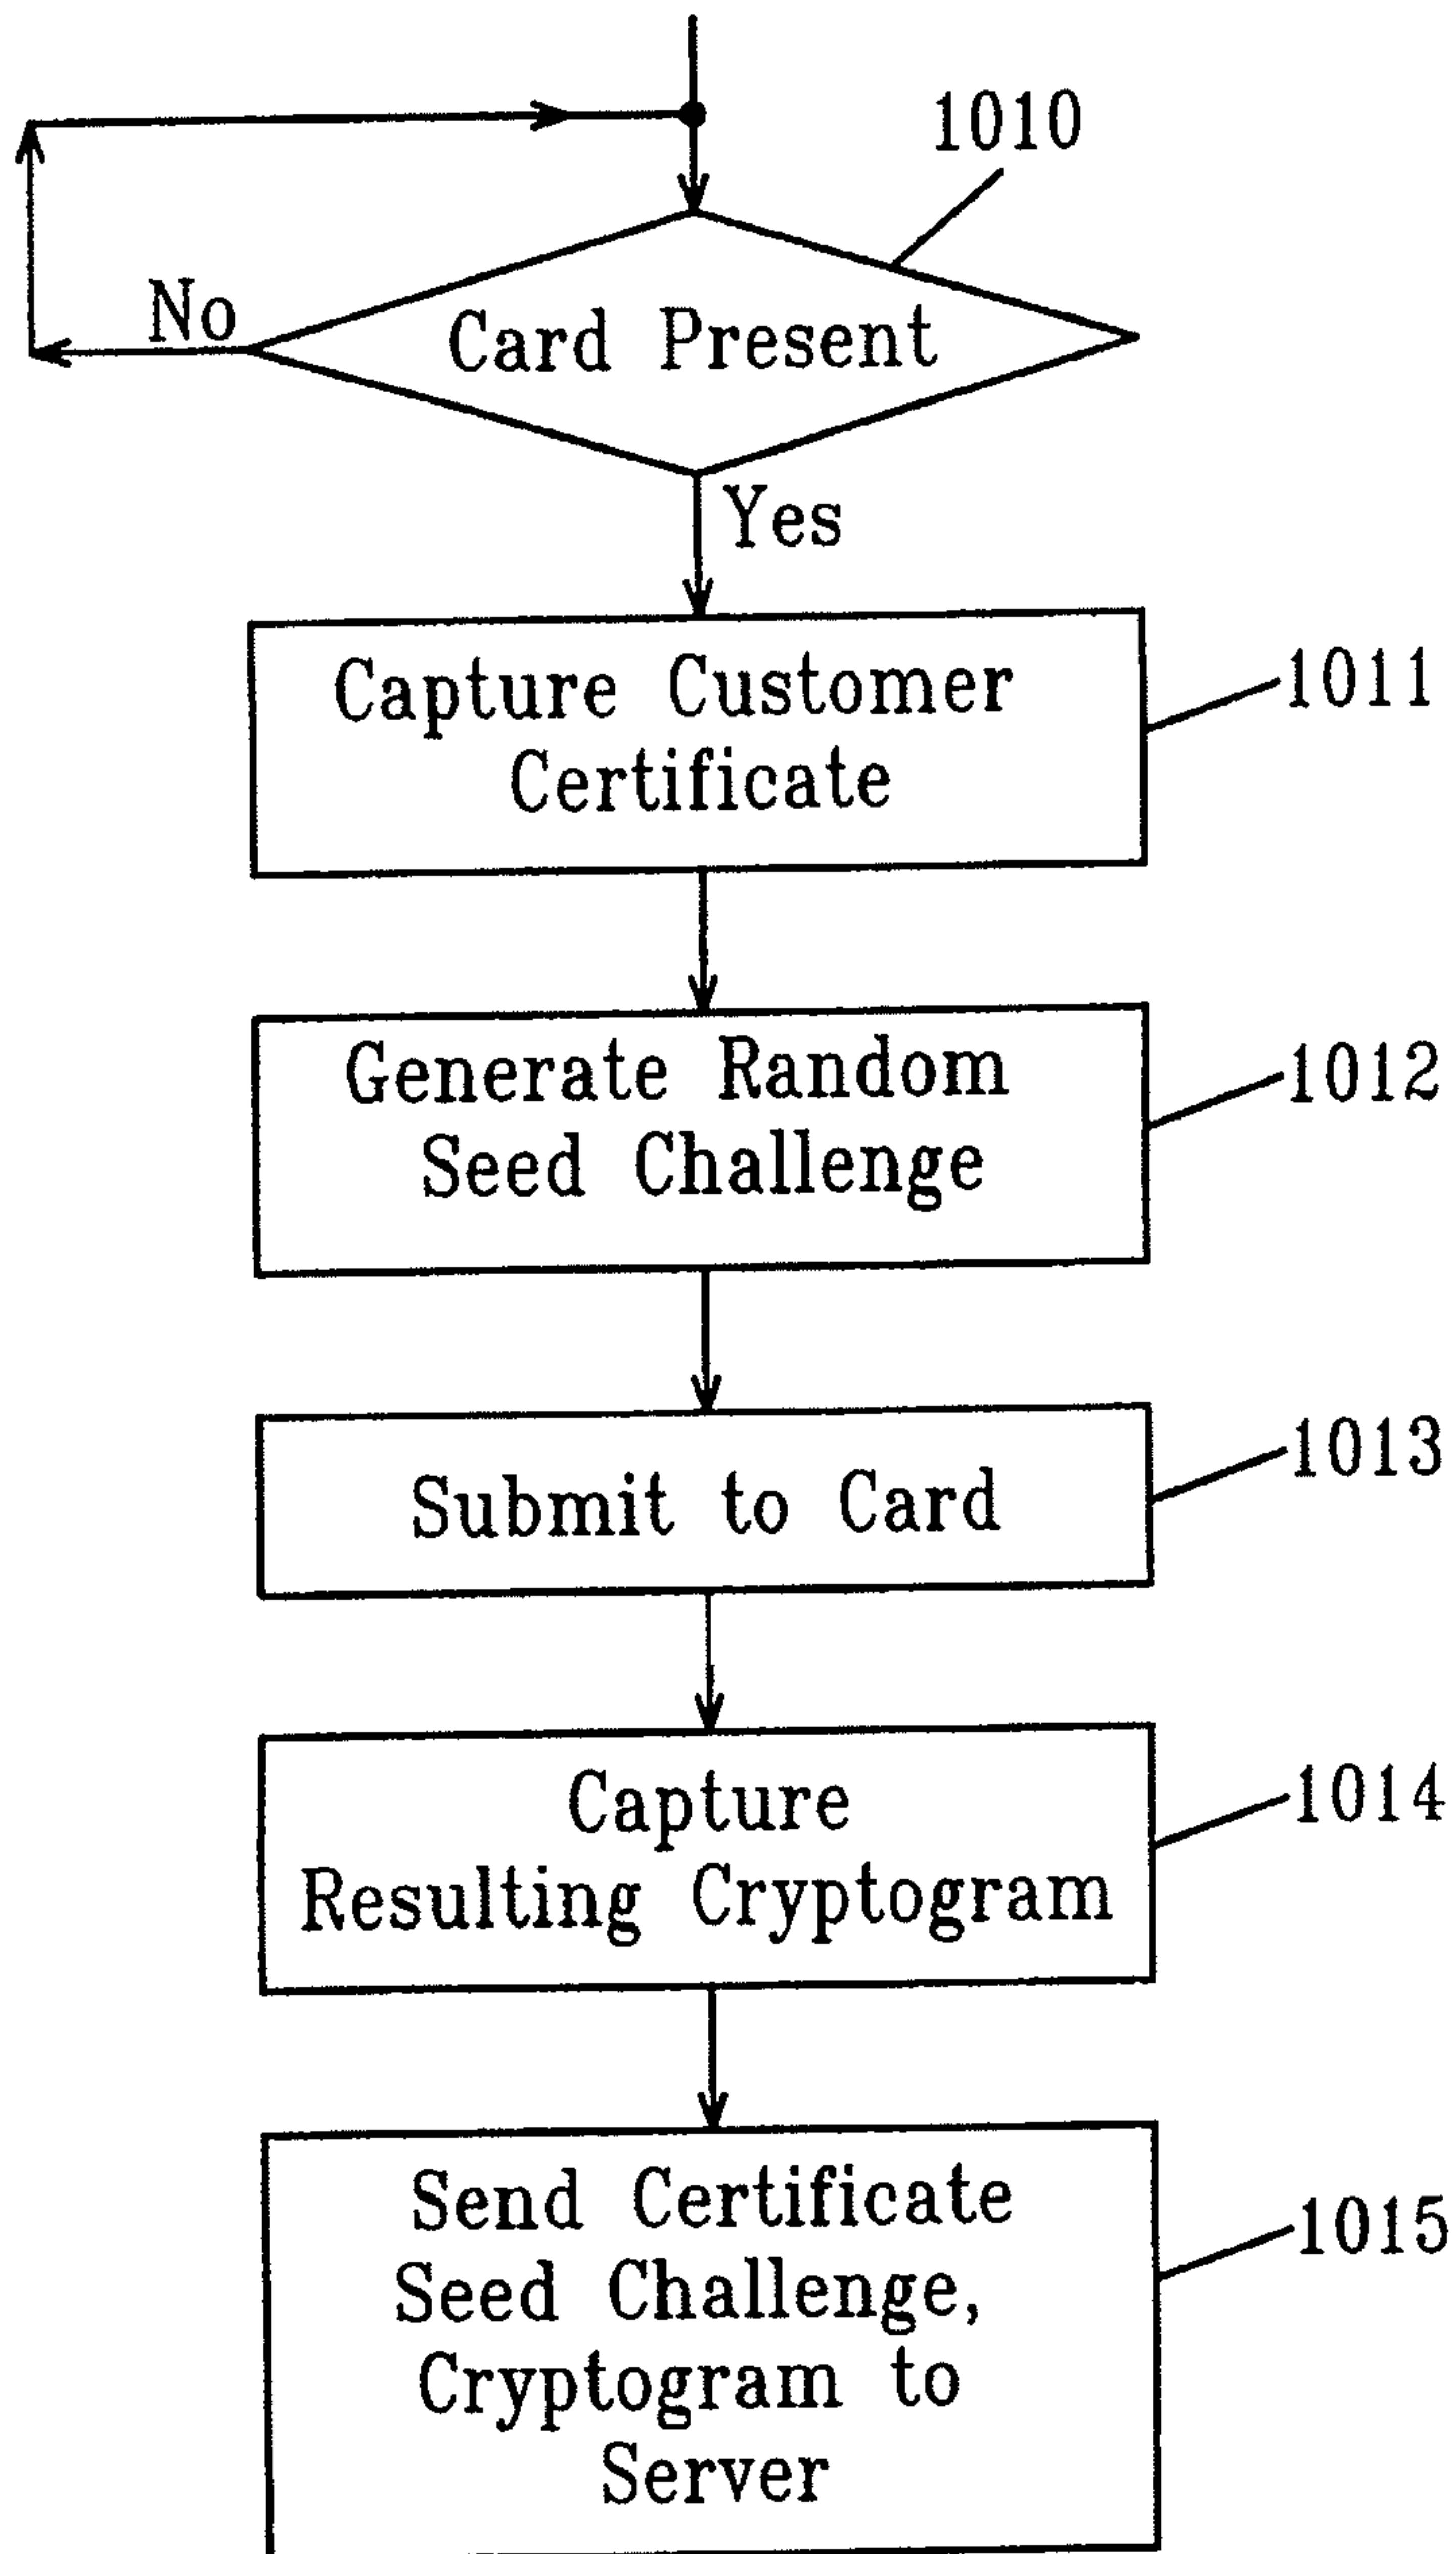 1010
Card Present
No
Yes
Capture Customer
Certificate
1011
Generate Random
Seed Challenge
1012
Submit to Card
1013
Capture
Resulting Cryptogram
1014
Send Certificate
Seed Challenge,
Cryptogram to
Server
1015